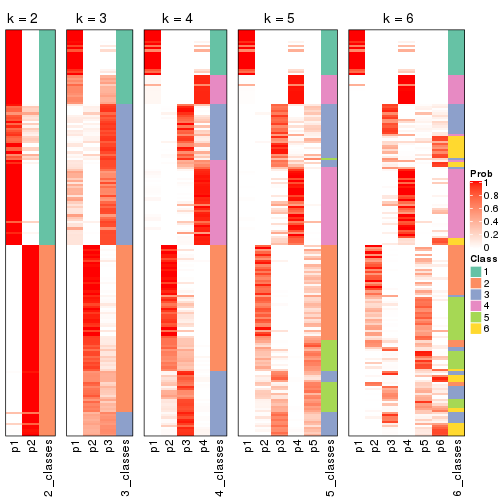 k = 2 k = 3 k = 4 k = 5 k = 6
Prob
1
0.8
0.6
0.4
0.2
0
Class
1
2
3
4
5
6
p1 p2 2_classes
p1 p2 p3 3_classes
p1 p2 p3 p4 4_classes
p1 p2 p3 p4 p5 5_classes
p1 p2 p3 p4 p5 p6 6_classes